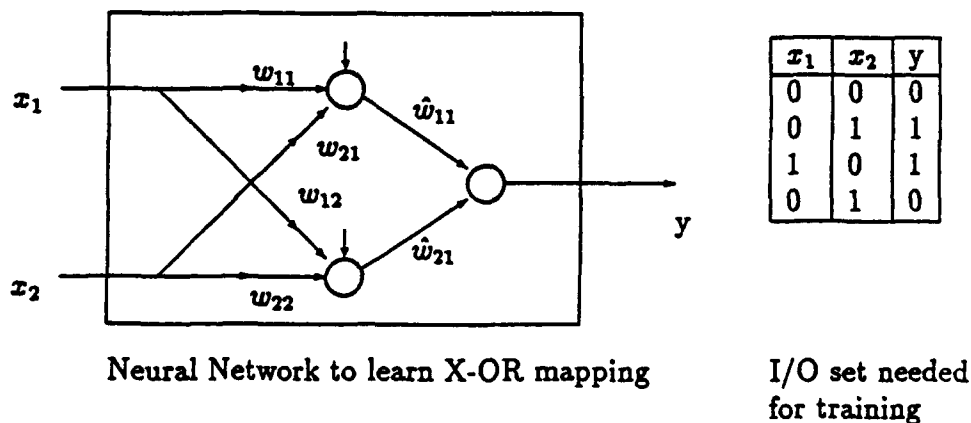 x₁
w₁₁
ŵ₁₁
w₂₁
w₁₂
ŵ₂₁
x₂
w₂₂
y
x₁ x₂ y
0 0 0
0 1 1
1 0 1
0 1 0
Neural Network to learn X-OR mapping
I/O set needed
for training